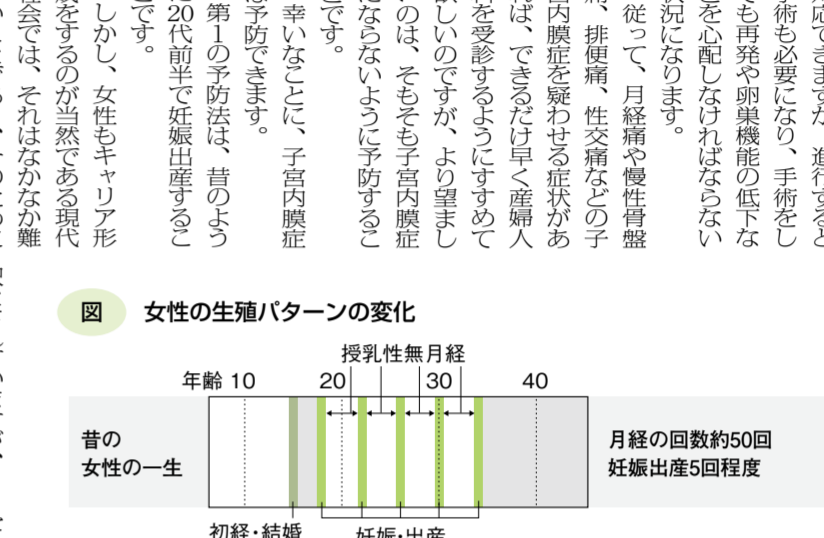 応できますが、進行すると
手術も必要になり、手術をし
ても再発や卵巣機能の低下な
どを心配しなければならない
状況になります。
従って、月経痛や慢性骨盤
痛、排便痛、性交痛などの子
宮内膜症を疑わせる症状があ
れば、できるだけ早く産婦人
科を受診するようにすすめて
欲しいのですが、より望まし
いのは、そもそも子宮内膜症
にならないように予防するこ
とです。
幸いなことに、子宮内膜症
は予防できます。
第1の予防法は、昔のよう
に20代前半で妊娠出産するこ
とです。
しかし、女性もキャリア形
成をするのが当然である現代
社会では、それはなかなか難
図 女性の生殖パターンの変化
授乳性無月経
年齢 10 20 30 40
昔の
女性の一生
月経の回数約50回
妊娠出産5回程度
初経・結婚
妊娠・出産